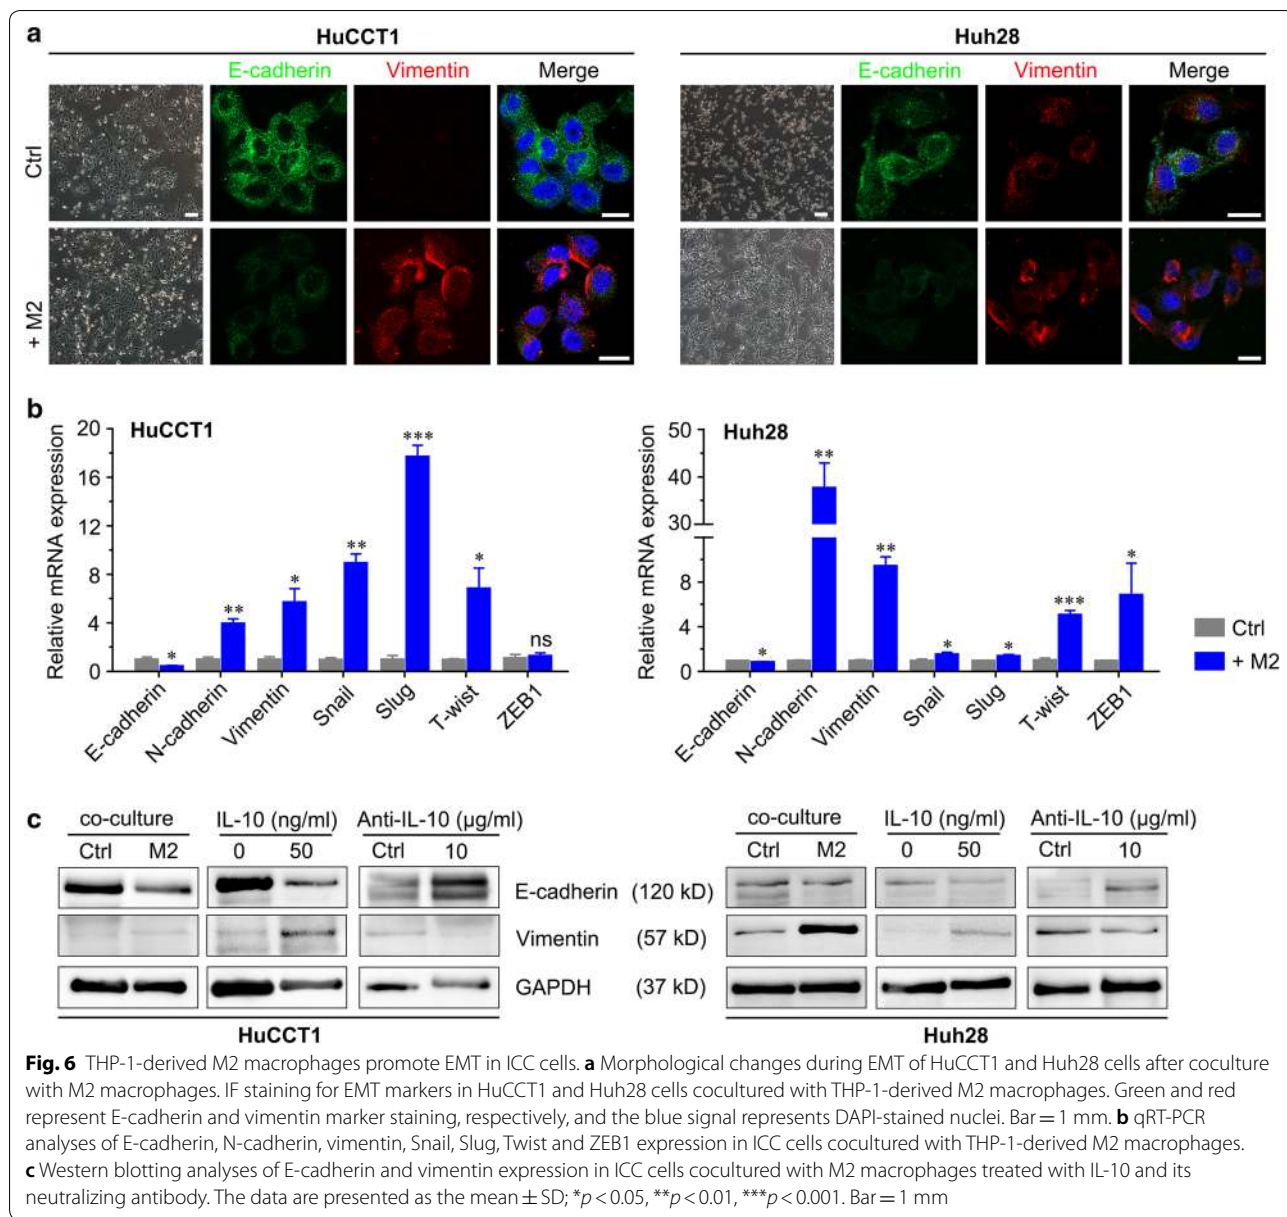 a
HuCCT1
Huh28
E-cadherin Vimentin Merge
E-cadherin Vimentin Merge
Ctrl
+ M2
b
HuCCT1
Relative mRNA expression
20
16
12
8
4
0
* ** * ** *** * ns
E-cadherin N-cadherin Vimentin Snail Slug T-wist ZEB1
Huh28
Relative mRNA expression
50
40
30
8
4
0
* ** ** * * *** *
E-cadherin N-cadherin Vimentin Snail Slug T-wist ZEB1
Ctrl
+ M2
c
co-culture IL-10 (ng/ml) Anti-IL-10 (µg/ml)
Ctrl M2 0 50 Ctrl 10
co-culture IL-10 (ng/ml) Anti-IL-10 (µg/ml)
Ctrl M2 0 50 Ctrl 10
E-cadherin (120 kD)
Vimentin (57 kD)
GAPDH (37 kD)
HuCCT1
Huh28
Fig. 6 THP-1-derived M2 macrophages promote EMT in ICC cells. a Morphological changes during EMT of HuCCT1 and Huh28 cells after coculture
with M2 macrophages. IF staining for EMT markers in HuCCT1 and Huh28 cells cocultured with THP-1-derived M2 macrophages. Green and red
represent E-cadherin and vimentin marker staining, respectively, and the blue signal represents DAPI-stained nuclei. Bar = 1 mm. b qRT-PCR
analyses of E-cadherin, N-cadherin, vimentin, Snail, Slug, Twist and ZEB1 expression in ICC cells cocultured with THP-1-derived M2 macrophages.
c Western blotting analyses of E-cadherin and vimentin expression in ICC cells cocultured with M2 macrophages treated with IL-10 and its
neutralizing antibody. The data are presented as the mean ± SD; *p < 0.05, **p < 0.01, ***p < 0.001. Bar = 1 mm